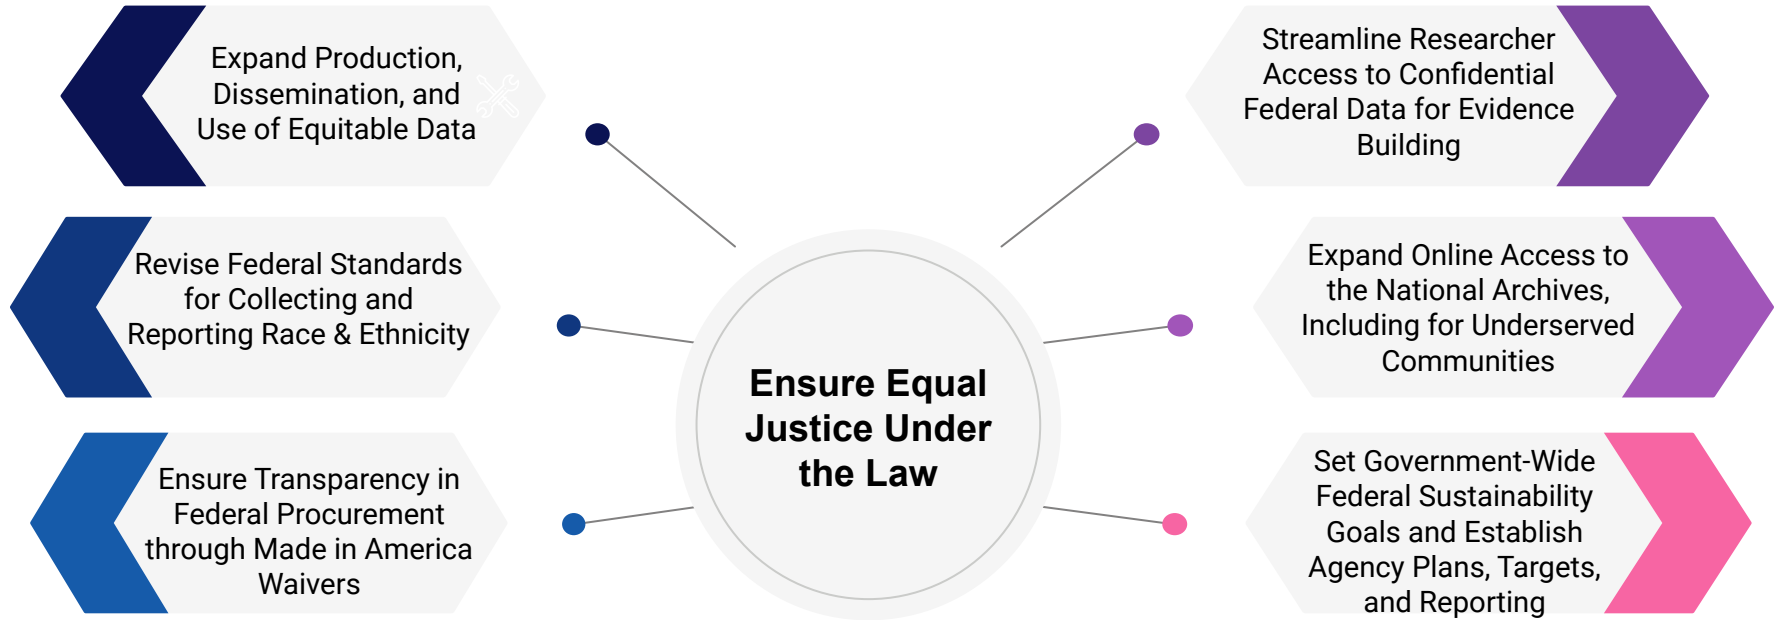 Expand Production,
Dissemination, and
Use of Equitable Data
Revise Federal Standards
for Collecting and
Reporting Race & Ethnicity
Ensure Transparency in
Federal Procurement
through Made in America
Waivers
Ensure Equal
Justice Under
the Law
Streamline Researcher
Access to Confidential
Federal Data for Evidence
Building
Expand Online Access to
the National Archives,
Including for Underserved
Communities
Set Government-Wide
Federal Sustainability
Goals and Establish
Agency Plans, Targets,
and Reporting